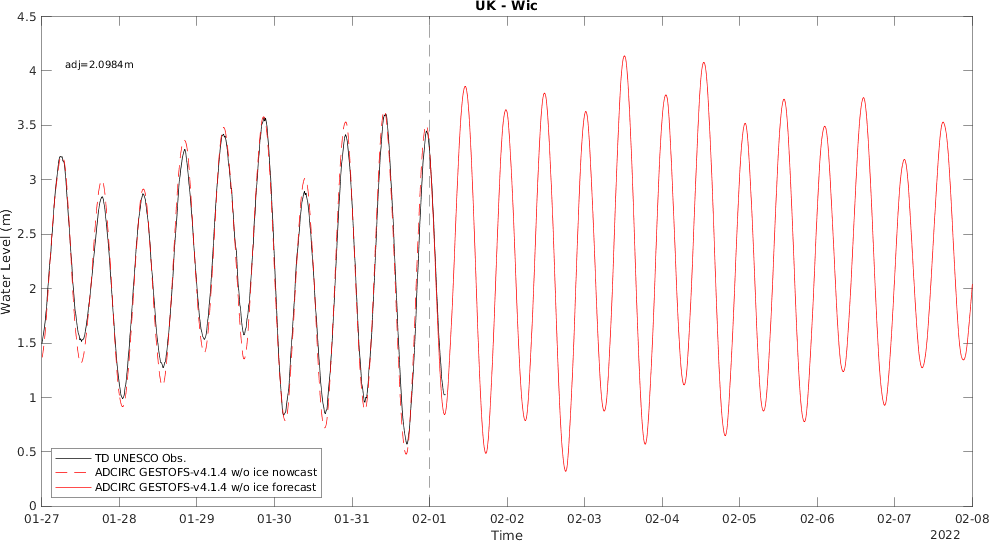 UK - Wic
4.5
adj=2.0984m
4
3.5
3
2.5
2
1.5
1
0.5
0
Water Level (m)
TD UNESCO Obs.
ADCIRC GESTOFS-v4.1.4 w/o ice nowcast
ADCIRC GESTOFS-v4.1.4 w/o ice forecast
01-27 01-28 01-29 01-30 01-31 02-01 02-02 02-03 02-04 02-05 02-06 02-07 02-08
Time
2022